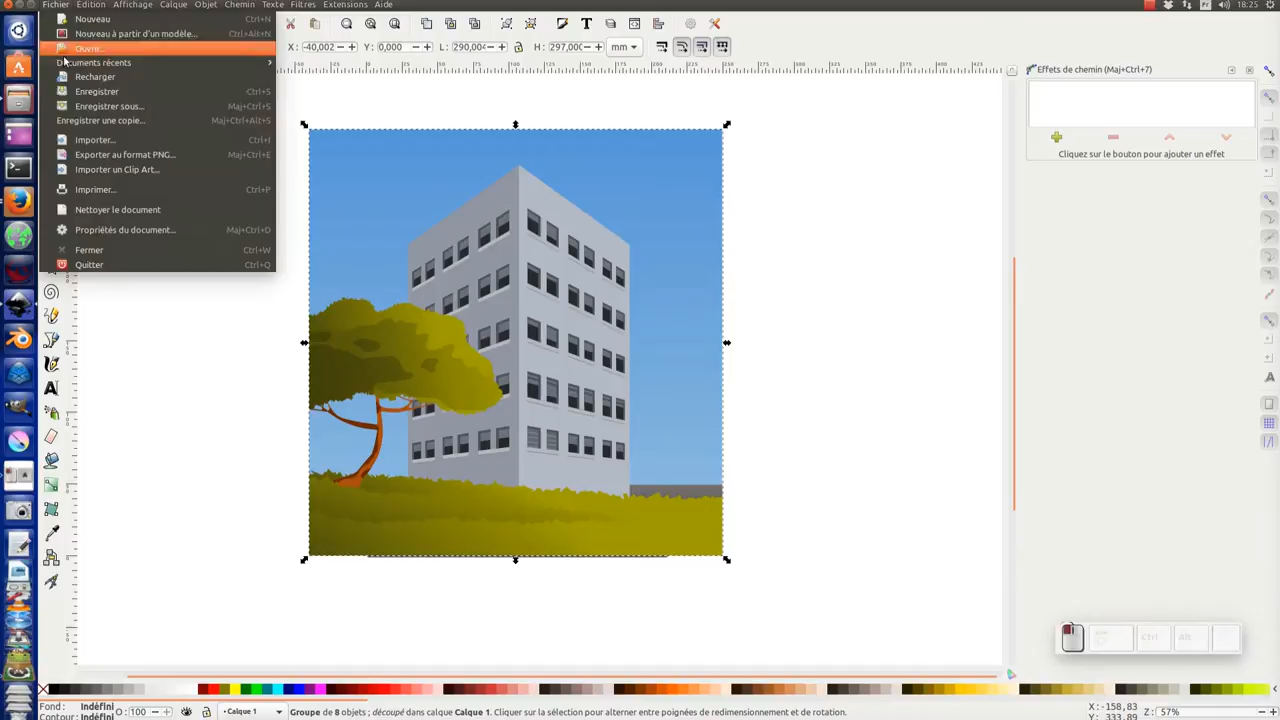 Fichier Edition Affichage Calque Objet Chemin Texte Filtres Extensions Aide
Fr
18:25
Nouveau Ctrl+N
Nouveau à partir d'un modèle... Ctrl+Alt+N
Ouvrir...
Documents récents
Recharger
Enregistrer Ctrl+S
Enregistrer sous... Maj+Ctrl+S
Enregistrer une copie... Maj+Ctrl+Alt+S
Importer... Ctrl+I
Exporter au format PNG... Maj+Ctrl+E
Importer un Clip Art...
Imprimer... Ctrl+P
Nettoyer le document
Propriétés du document... Maj+Ctrl+D
Fermer Ctrl+W
Quitter Ctrl+Q
X: -40,002 Y: 0,000 L: 290,004 H: 297,000 mm
Effets de chemin (Maj+Ctrl+7)
Cliquez sur le bouton pour ajouter un effet
Ctrl Alt
Fond : Indéfini
Contour : Indéfini
O: 100
Calque 1
Groupe de 8 objets ; découpé dans calque Calque 1. Cliquer sur la sélection pour alterner entre poignées de redimensionnement et de rotation.
X: -158,83
Y: 333,89
Z: 57%